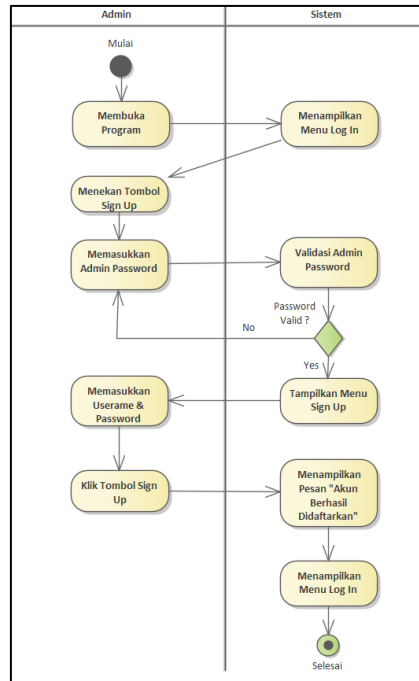 Admin
Sistem
Mulai
Membuka
Program
Menampilkan
Menu Log In
Menekan Tombol
Sign Up
Memasukkan
Admin Password
Validasi Admin
Password
Password
Valid ?
No
Yes
Memasukkan
Userame &
Password
Tampilkan Menu
Sign Up
Klik Tombol Sign
Up
Menampilkan
Pesan "Akun
Berhasil
Didaftarkan"
Menampilkan
Menu Log In
Selesai